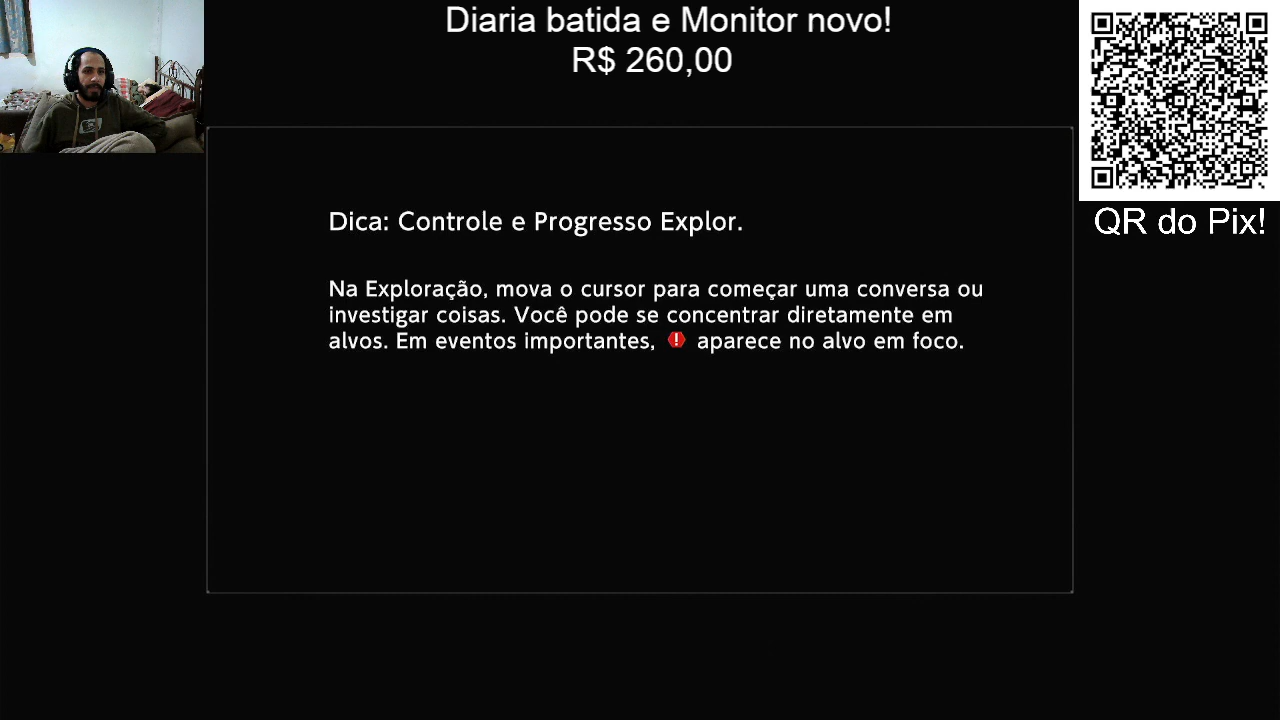 Diaria batida e Monitor novo!
R$ 260,00
QR do Pix!
Dica: Controle e Progresso Explor.
Na Exploração, mova o cursor para começar uma conversa ou
investigar coisas. Você pode se concentrar diretamente em
alvos. Em eventos importantes, ! aparece no alvo em foco.